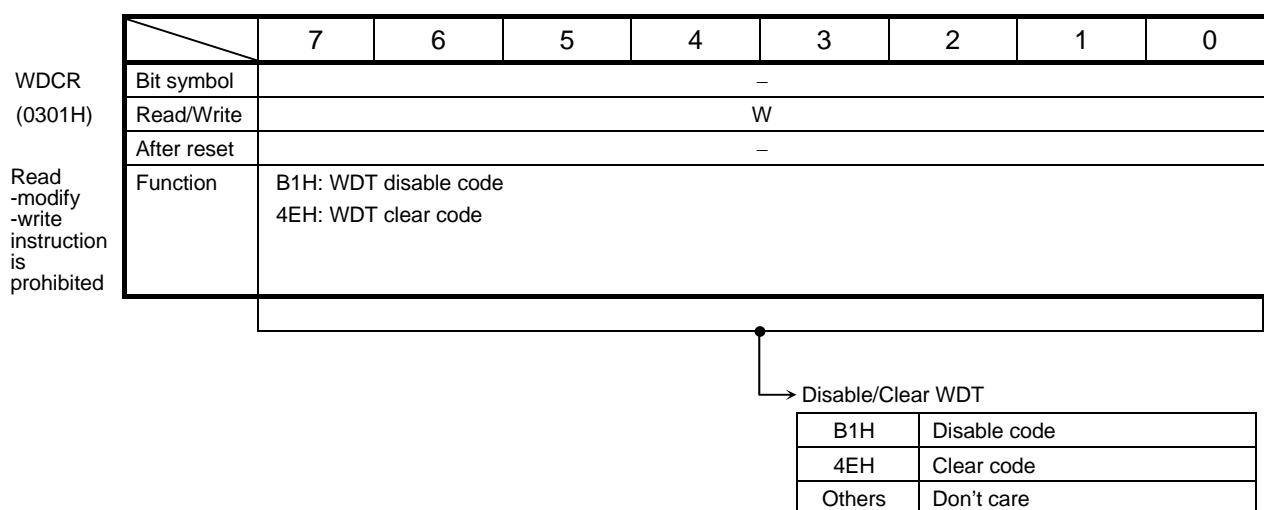 7 6 5 4 3 2 1 0
WDCR Bit symbol –
(0301H) Read/Write W
After reset –
Read
-modify
-write
instruction
is
prohibited
Function B1H: WDT disable code
4EH: WDT clear code
Disable/Clear WDT
B1H Disable code
4EH Clear code
Others Don't care